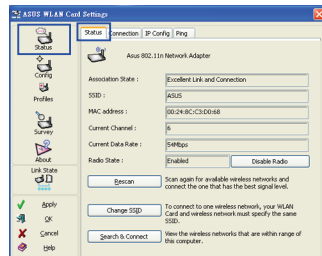 ASUS WLAN Card Settings
Status
Config
Profiles
Survey
About
Link State
Apply
OK
Cancel
Help
Status Connection IP Config Ping
Asus 802.11n Network Adapter
Association State : Excellent Link and Connection
SSID : ASUS
MAC address : 00:24:8C:C3:D0:68
Current Channel : 6
Current Data Rate : 54Mbps
Radio State : Enabled Disable Radio
Rescan
Scan again for available wireless networks and
connect the one that has the best signal level.
Change SSID
To connect to one wireless network, your WLAN
Card and wireless network must specify the same
SSID.
Search & Connect
View the wireless networks that are within range of
this computer.